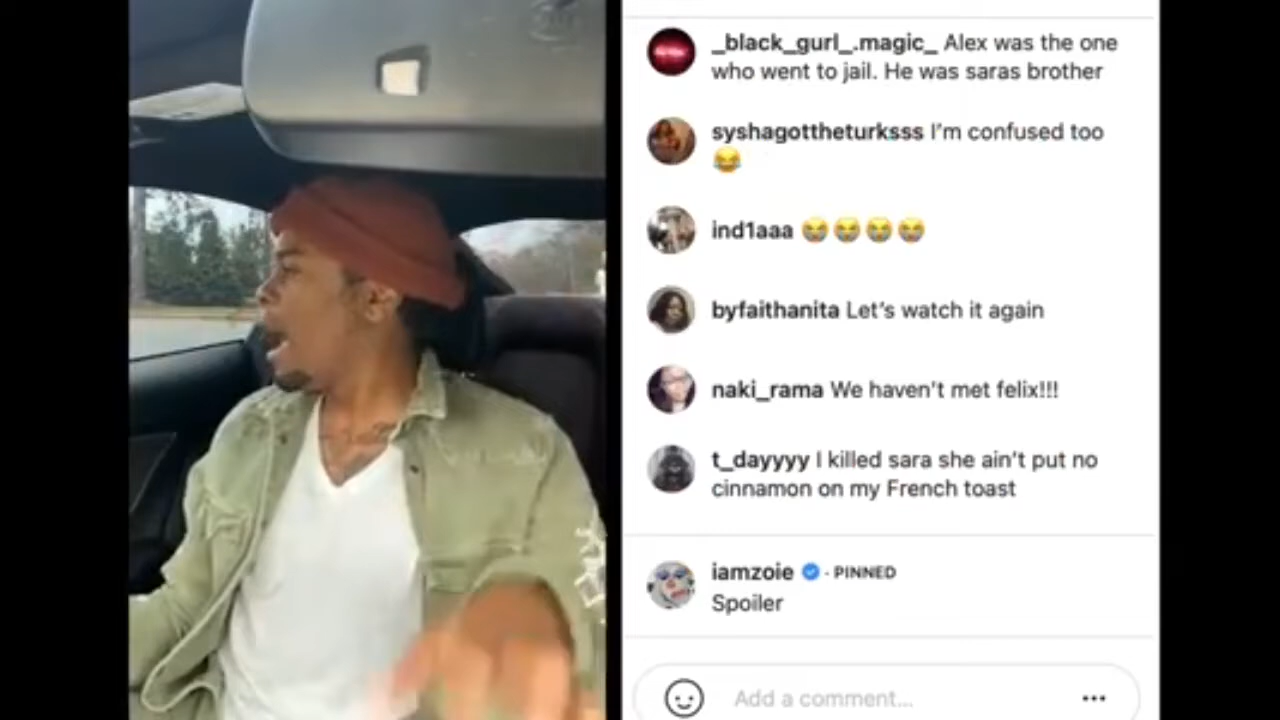 _black_gurl_.magic_ Alex was the one
who went to jail. He was saras brother
syshagottheturksss I'm confused too
😂
ind1aaa 😭😭😭😭
byfaithanita Let's watch it again
naki_rama We haven't met felix!!!
t_dayyyy I killed sara she ain't put no
cinnamon on my French toast
iamzoie - PINNED
Spoiler
Add a comment...